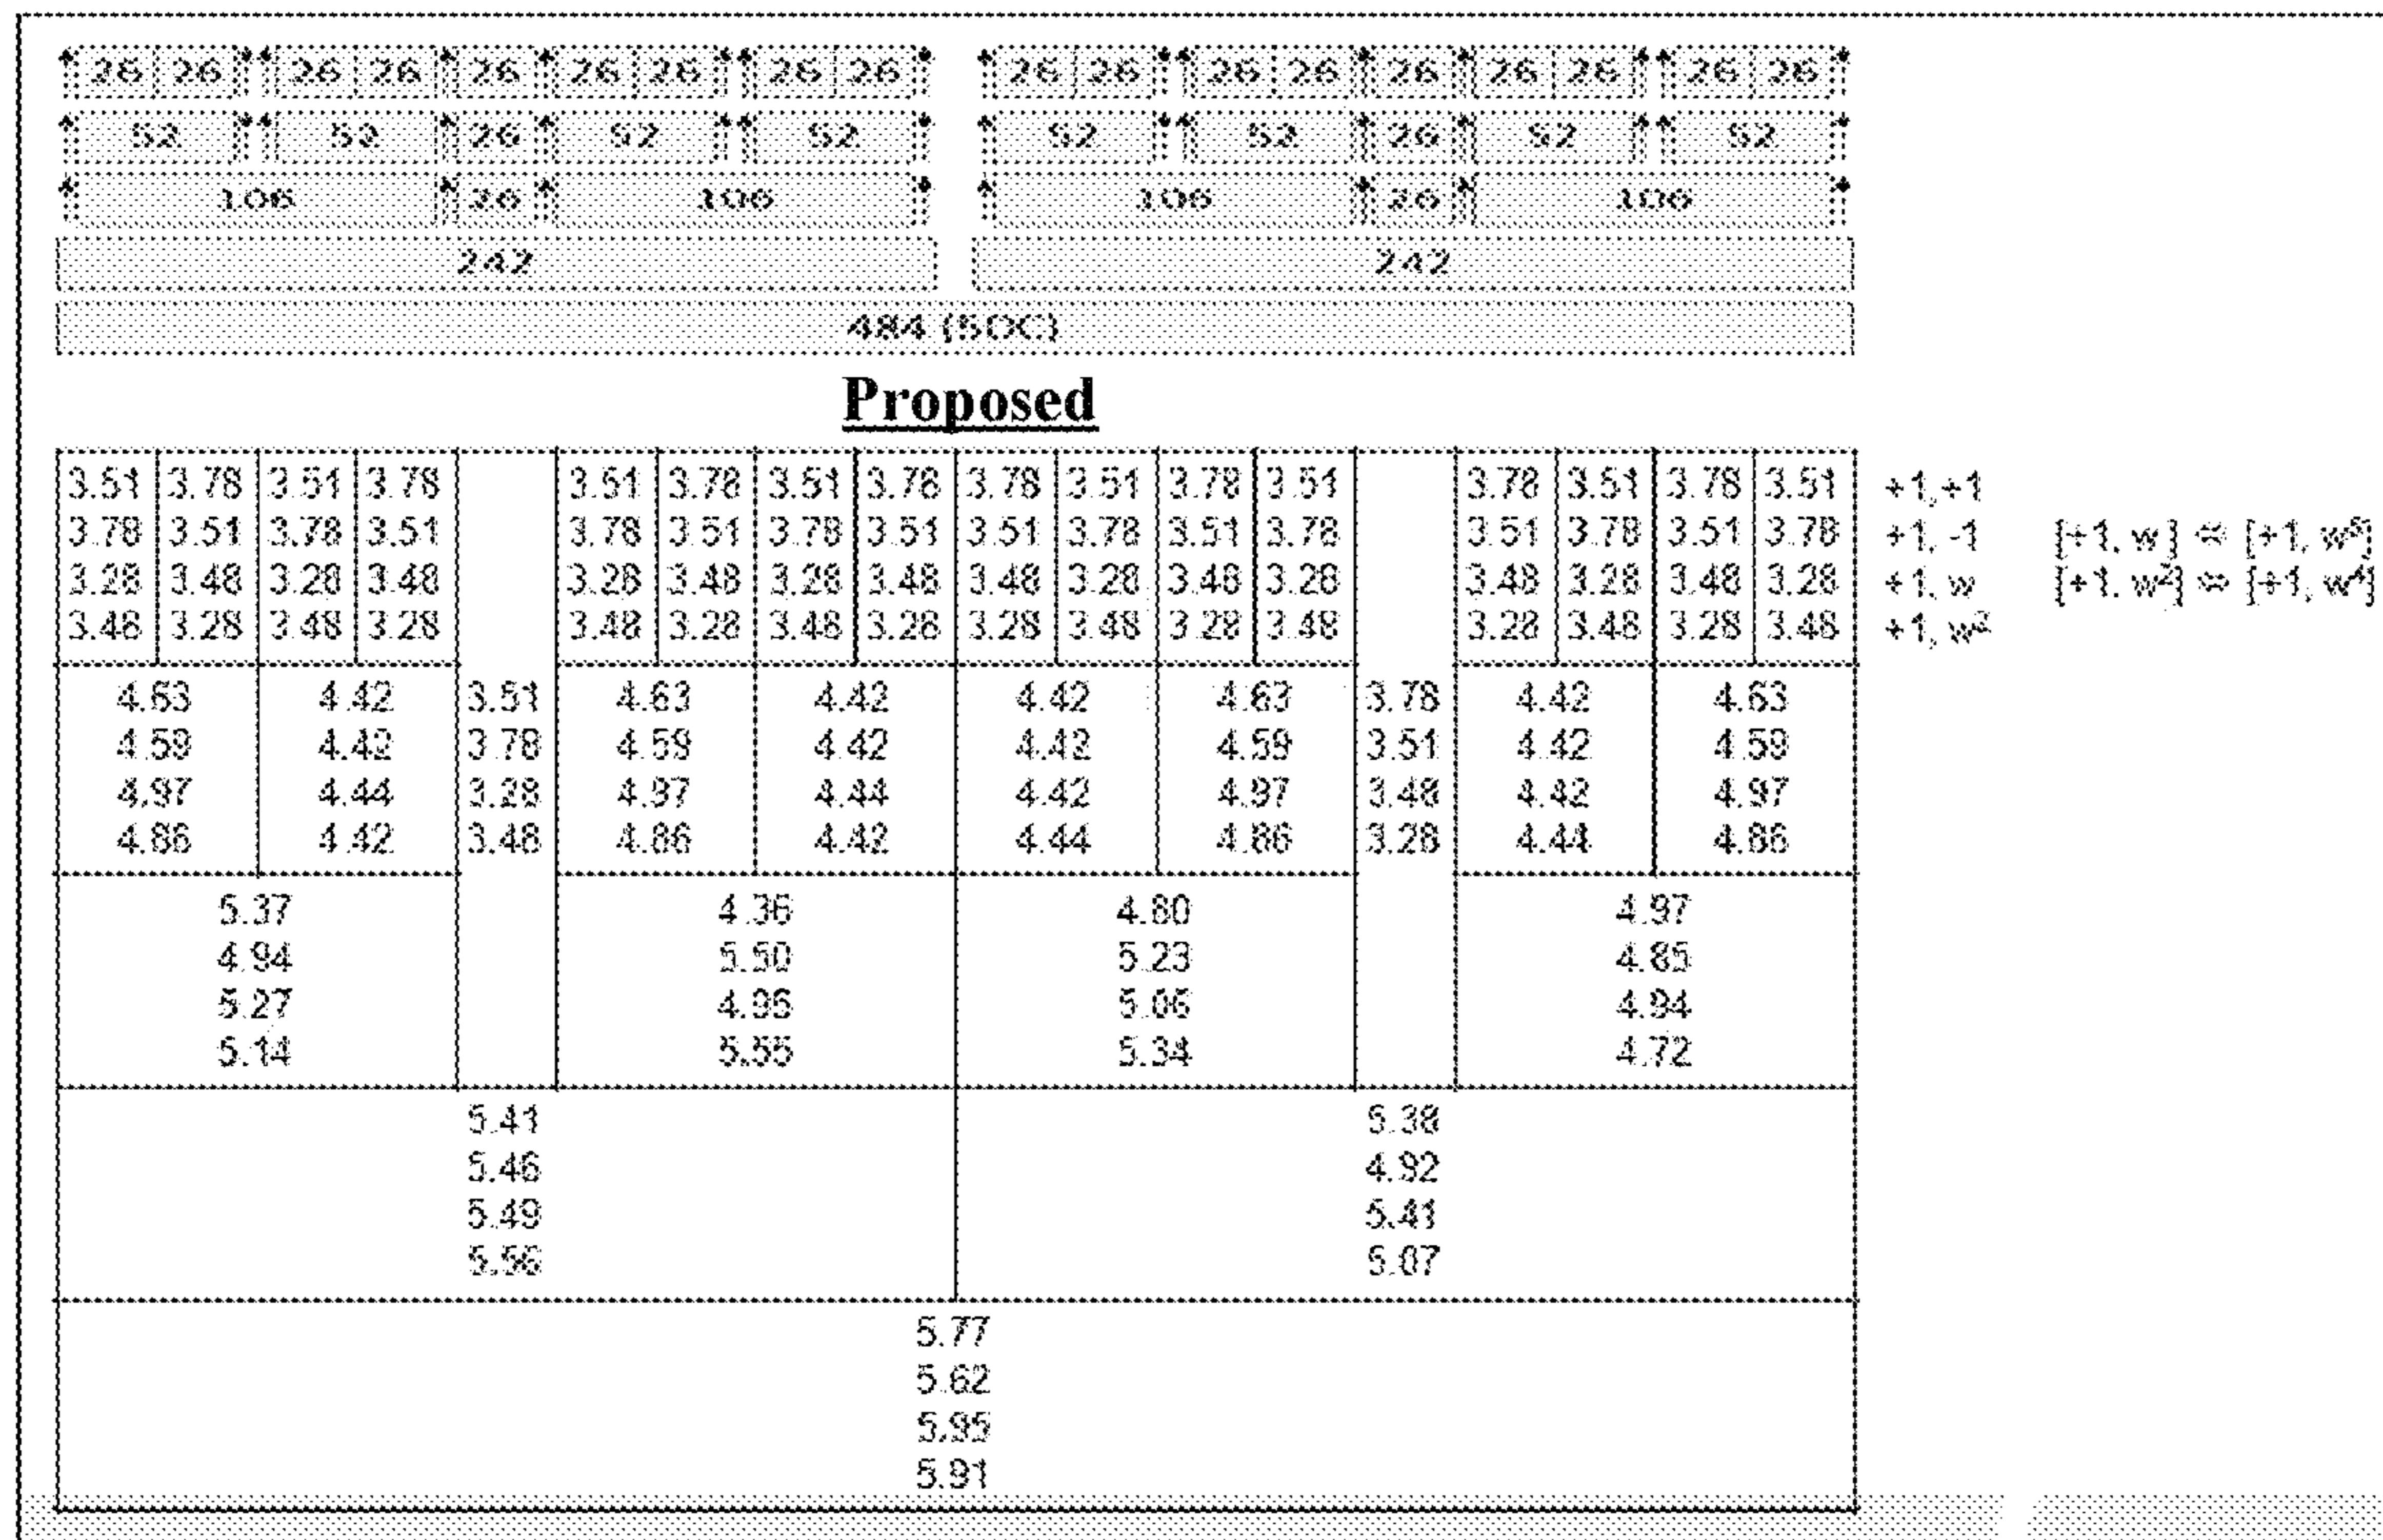 26 26 26 26 26 26 26 26 26 26 26 26 26 26 26 26 26 26
52 52 26 52 52 52 52 26 52 52
106 26 106 106 26 106
242 242
484 (5DC)
Proposed
3.51 3.78 3.51 3.78 3.51 3.78 3.51 3.78 3.78 3.51 3.78 3.51 3.78 3.51 3.78 3.51 +1, +1
3.78 3.51 3.78 3.51 3.78 3.51 3.78 3.51 3.51 3.78 3.51 3.78 3.51 3.78 3.51 3.78 +1, -1 [+1, w] = [+1, w⁵]
3.28 3.48 3.28 3.48 3.28 3.48 3.28 3.48 3.48 3.28 3.48 3.28 3.48 3.28 3.48 3.28 +1, w [+1, w²] = [+1, w⁴]
3.48 3.28 3.48 3.28 3.48 3.28 3.48 3.28 3.28 3.48 3.28 3.48 3.28 3.48 3.28 3.48 +1, w²
4.63 4.42 3.51 4.63 4.42 4.42 4.63 3.78 4.42 4.63
4.59 4.42 3.78 4.59 4.42 4.42 4.59 3.51 4.42 4.59
4.97 4.44 3.28 4.97 4.44 4.42 4.97 3.48 4.42 4.97
4.86 4.42 3.48 4.86 4.42 4.44 4.86 3.28 4.44 4.86
5.37 4.36 4.80 4.97
4.94 5.50 5.23 4.85
5.27 4.96 5.06 4.94
5.14 5.55 5.34 4.72
5.41 5.38
5.46 4.92
5.49 5.41
5.56 5.07
5.77
5.62
5.95
5.91